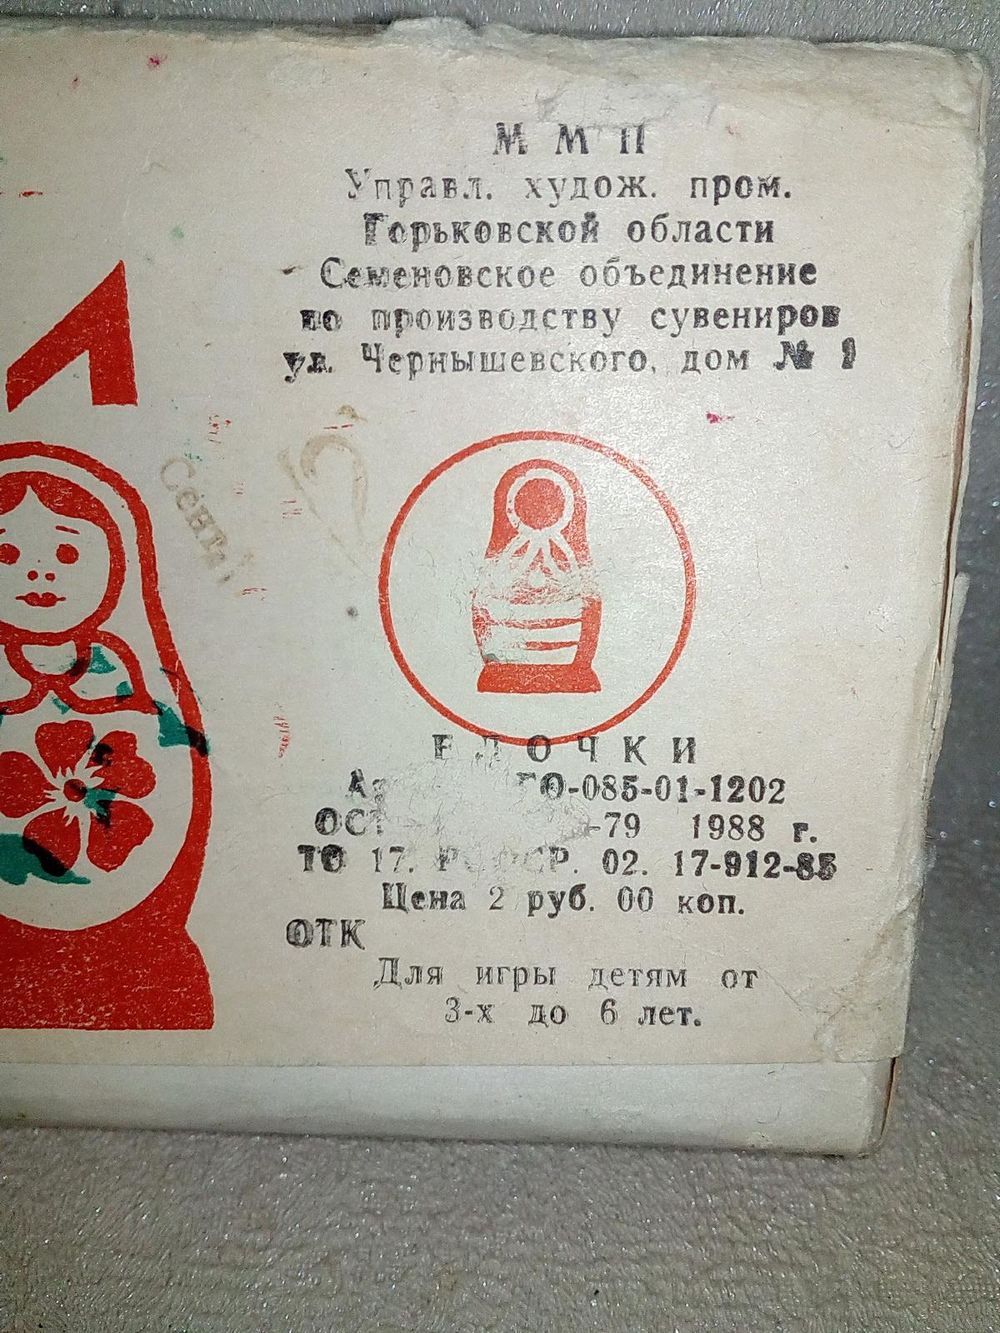 М М П
Управл. худож. пром.
Горьковской области
Семеновское объединение
по производству сувениров
ул. Чернышевского, дом № 1
Сент.
ЕЛОЧКИ
-085-01-1202
-79 1988 г.
ТО 17. РСФСР. 02. 17-912-85
Цена 2 руб. 00 коп.
ОТК
Для игры детям от
3-х до 6 лет.